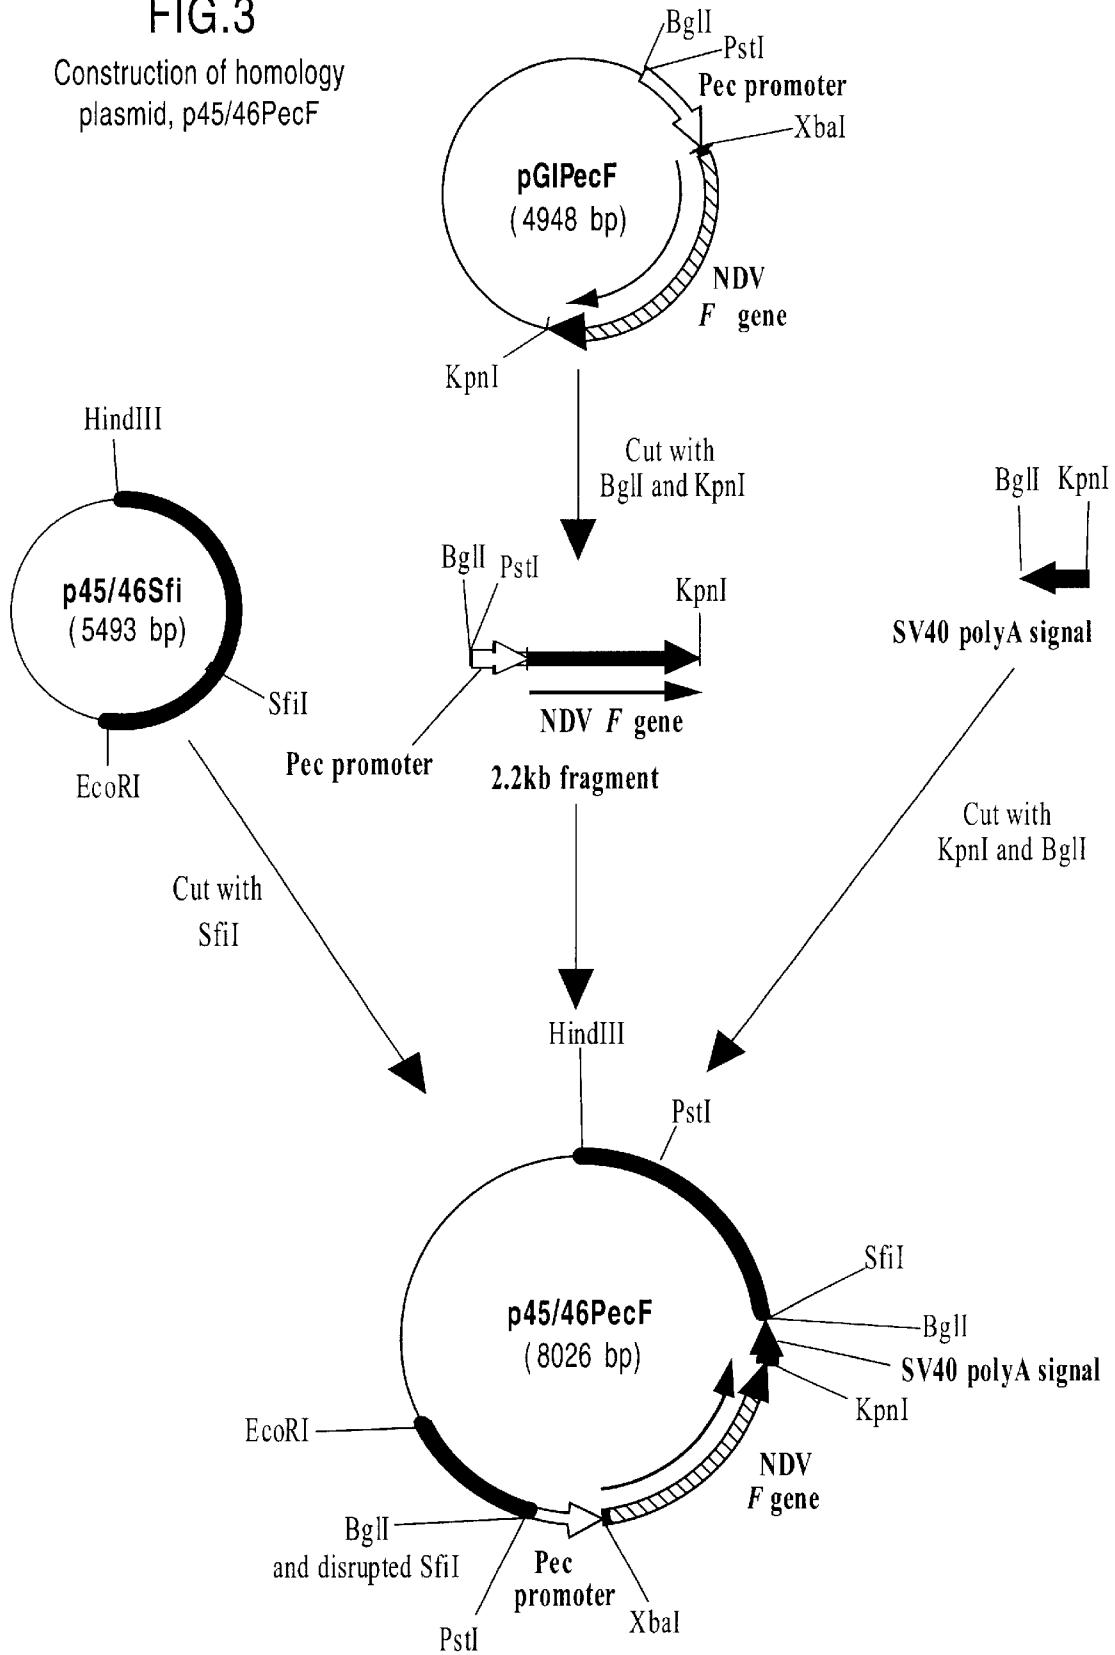 FIG.3
Construction of homology
plasmid, p45/46PecF
BglI
PstI
Pec promoter
XbaI
pGIPecF
(4948 bp)
NDV
F gene
KpnI
Cut with
BglI and KpnI
HindIII
p45/46Sfi
(5493 bp)
SfiI
EcoRI
BglI
PstI
KpnI
NDV F gene
Pec promoter
2.2kb fragment
BglI KpnI
SV40 polyA signal
Cut with
KpnI and BglI
Cut with
SfiI
HindIII
PstI
p45/46PecF
(8026 bp)
SfiI
BglI
SV40 polyA signal
KpnI
NDV
F gene
EcoRI
BglI
and disrupted SfiI
Pec
promoter
PstI
XbaI